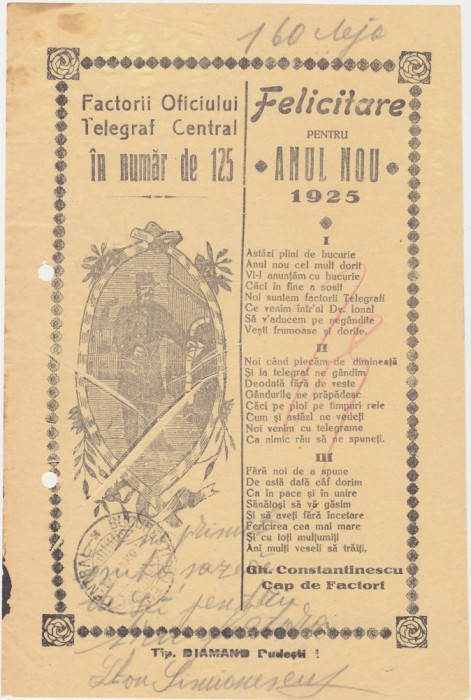 160
Factorii Oficiului
Telegraf Central
în număr de 125
Felicitare
PENTRU
ANUL NOU
1925
I
Astăzi plini de bucurie
Anul nou cel mult dorit
Vi-l anunțăm cu bucurie
Căci în fine a sosit
Noi suntem factorii Telegrafi
Ce venim într'al Dv. lonal
Să v'aducem pe negândite
Vești frumoase și dorite.
II
Noi când plecăm de dimineață
Și la telegraf ne gândim
Deodată fără de veste
Gândurile ne prăpădesc
Căci pe ploi pe timpuri rele
Cum și astăzi ne vedeți
Noi venim cu telegrame
Ca nimic rău să ne spuneți.
III
Fără noi de a spune
De astă dată căf dorim
Ca în pace și în unire
Sănătoși să vă găsim
Și să aveți fără încetare
Fericirea cea mai mare
Și cu toți mulțumiți
Ani mulți veseli să trăiți,
Gh. Constantinescu
Cap de Factori
Tip. DIAMAND Dudești 1
Simionescu